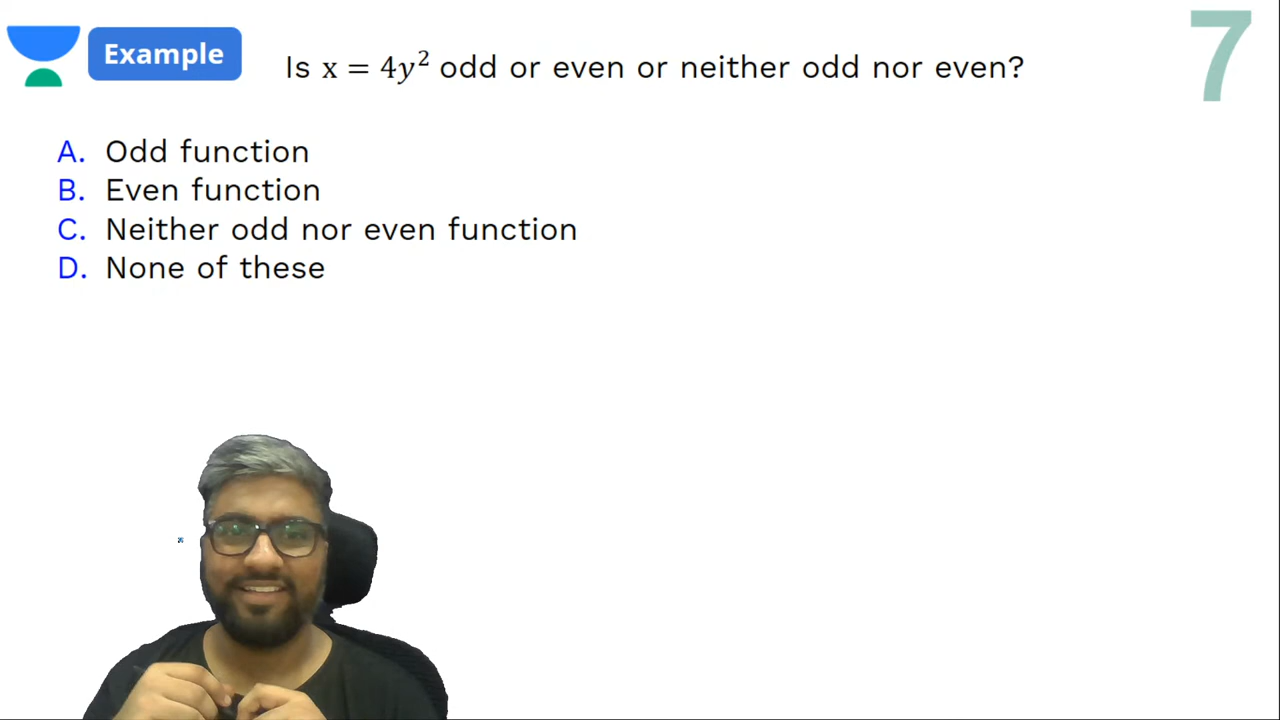 Example
Is x = 4y² odd or even or neither odd nor even?
7
A. Odd function
B. Even function
C. Neither odd nor even function
D. None of these